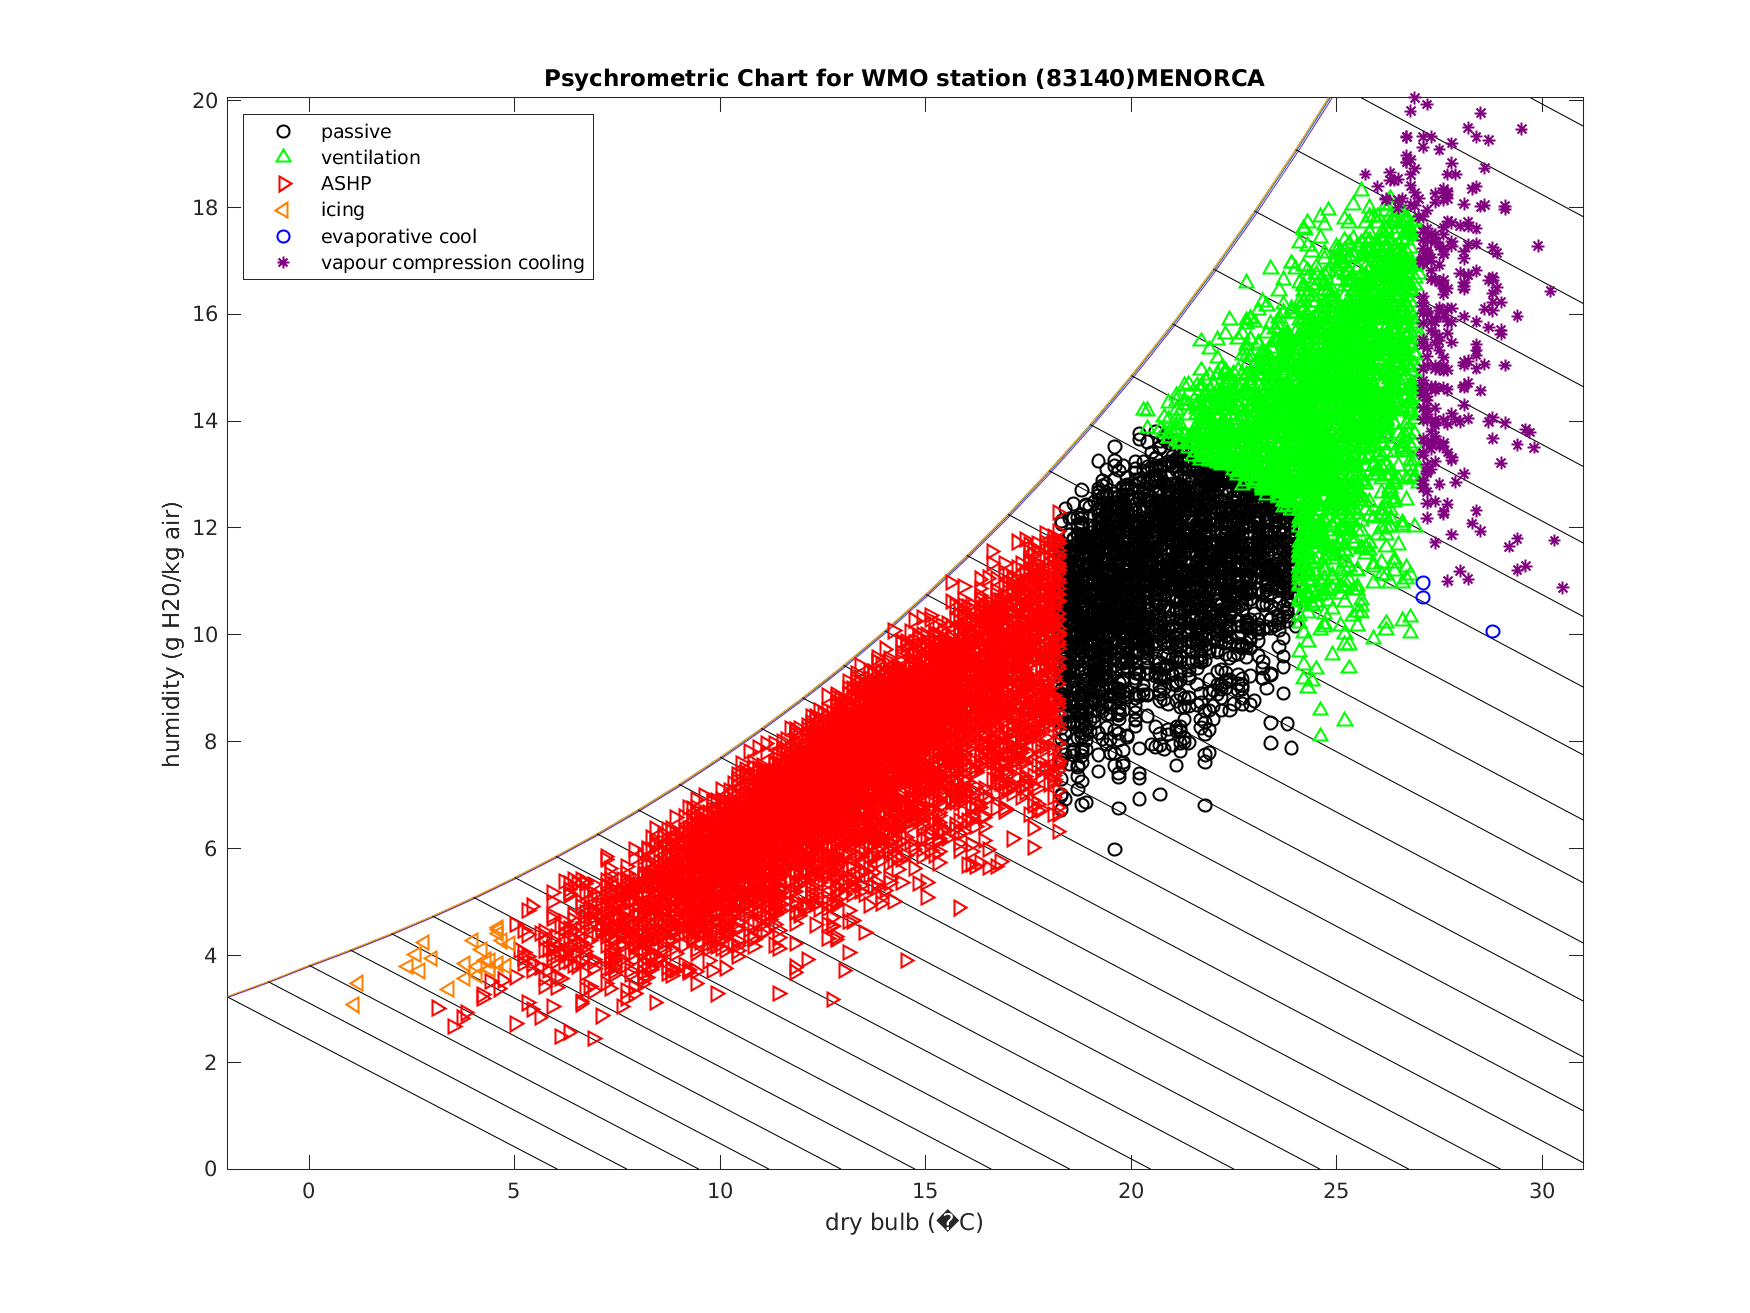 Psychrometric Chart for WMO station (83140)MENORCA
20
18
16
14
12
10
8
6
4
2
0
humidity (g H20/kg air)
passive
ventilation
ASHP
icing
evaporative cool
vapour compression cooling
0 5 10 15 20 25 30
dry bulb (�C)